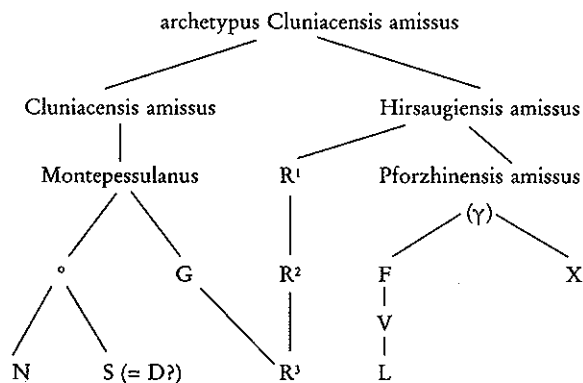 archetypus Cluniacensis amissus
Cluniacensis amissus Hirsaugiensis amissus
Montepessulanus R¹ Pforzhinensis amissus
(γ)
° G R² F X
V
N S (= D?) R³ L